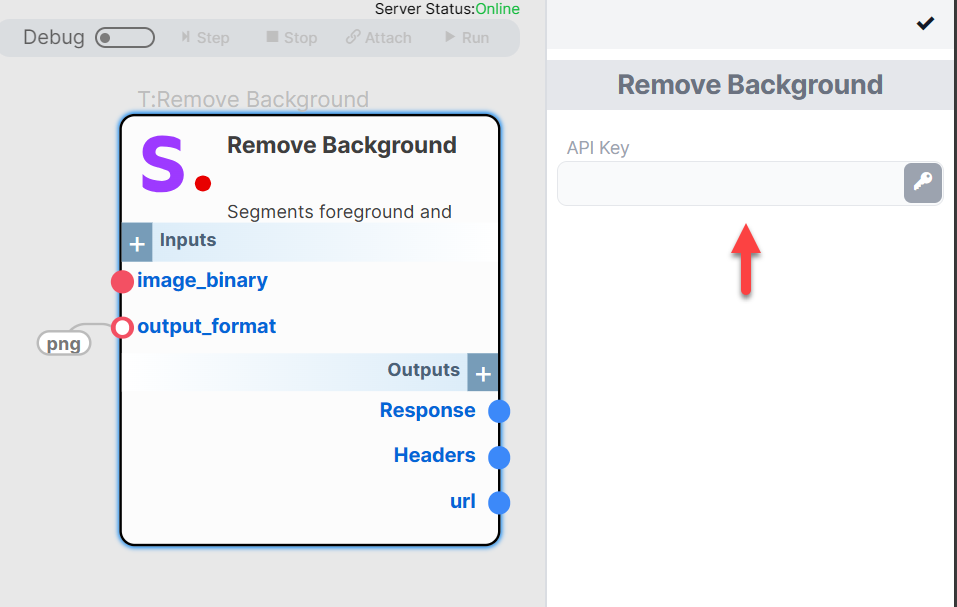 Server Status:Online
Debug Step Stop Attach Run
T:Remove Background
S.
Remove Background
Segments foreground and
Inputs
image_binary
output_format
png
Outputs
Response
Headers
url
Remove Background
API Key